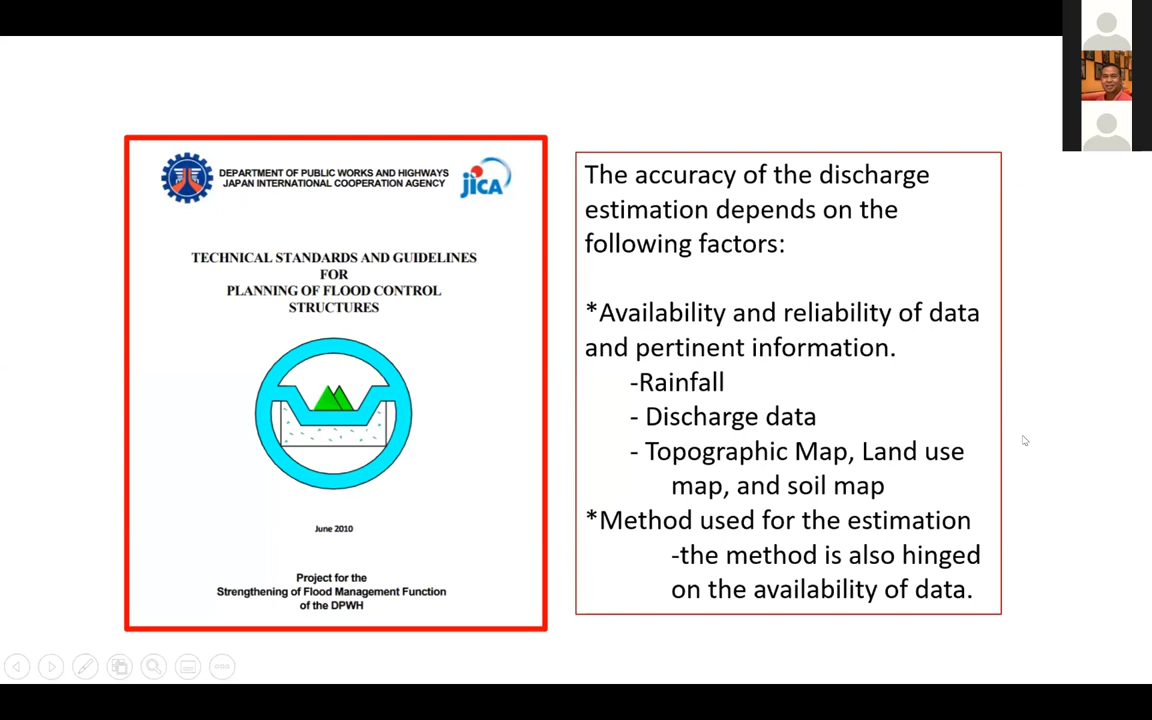 DEPARTMENT OF PUBLIC WORKS AND HIGHWAYS
JAPAN INTERNATIONAL COOPERATION AGENCY
jICA
TECHNICAL STANDARDS AND GUIDELINES
FOR
PLANNING OF FLOOD CONTROL
STRUCTURES
June 2010
Project for the
Strengthening of Flood Management Function
of the DPWH
The accuracy of the discharge
estimation depends on the
following factors:
*Availability and reliability of data
and pertinent information.
-Rainfall
- Discharge data
- Topographic Map, Land use
map, and soil map
*Method used for the estimation
-the method is also hinged
on the availability of data.